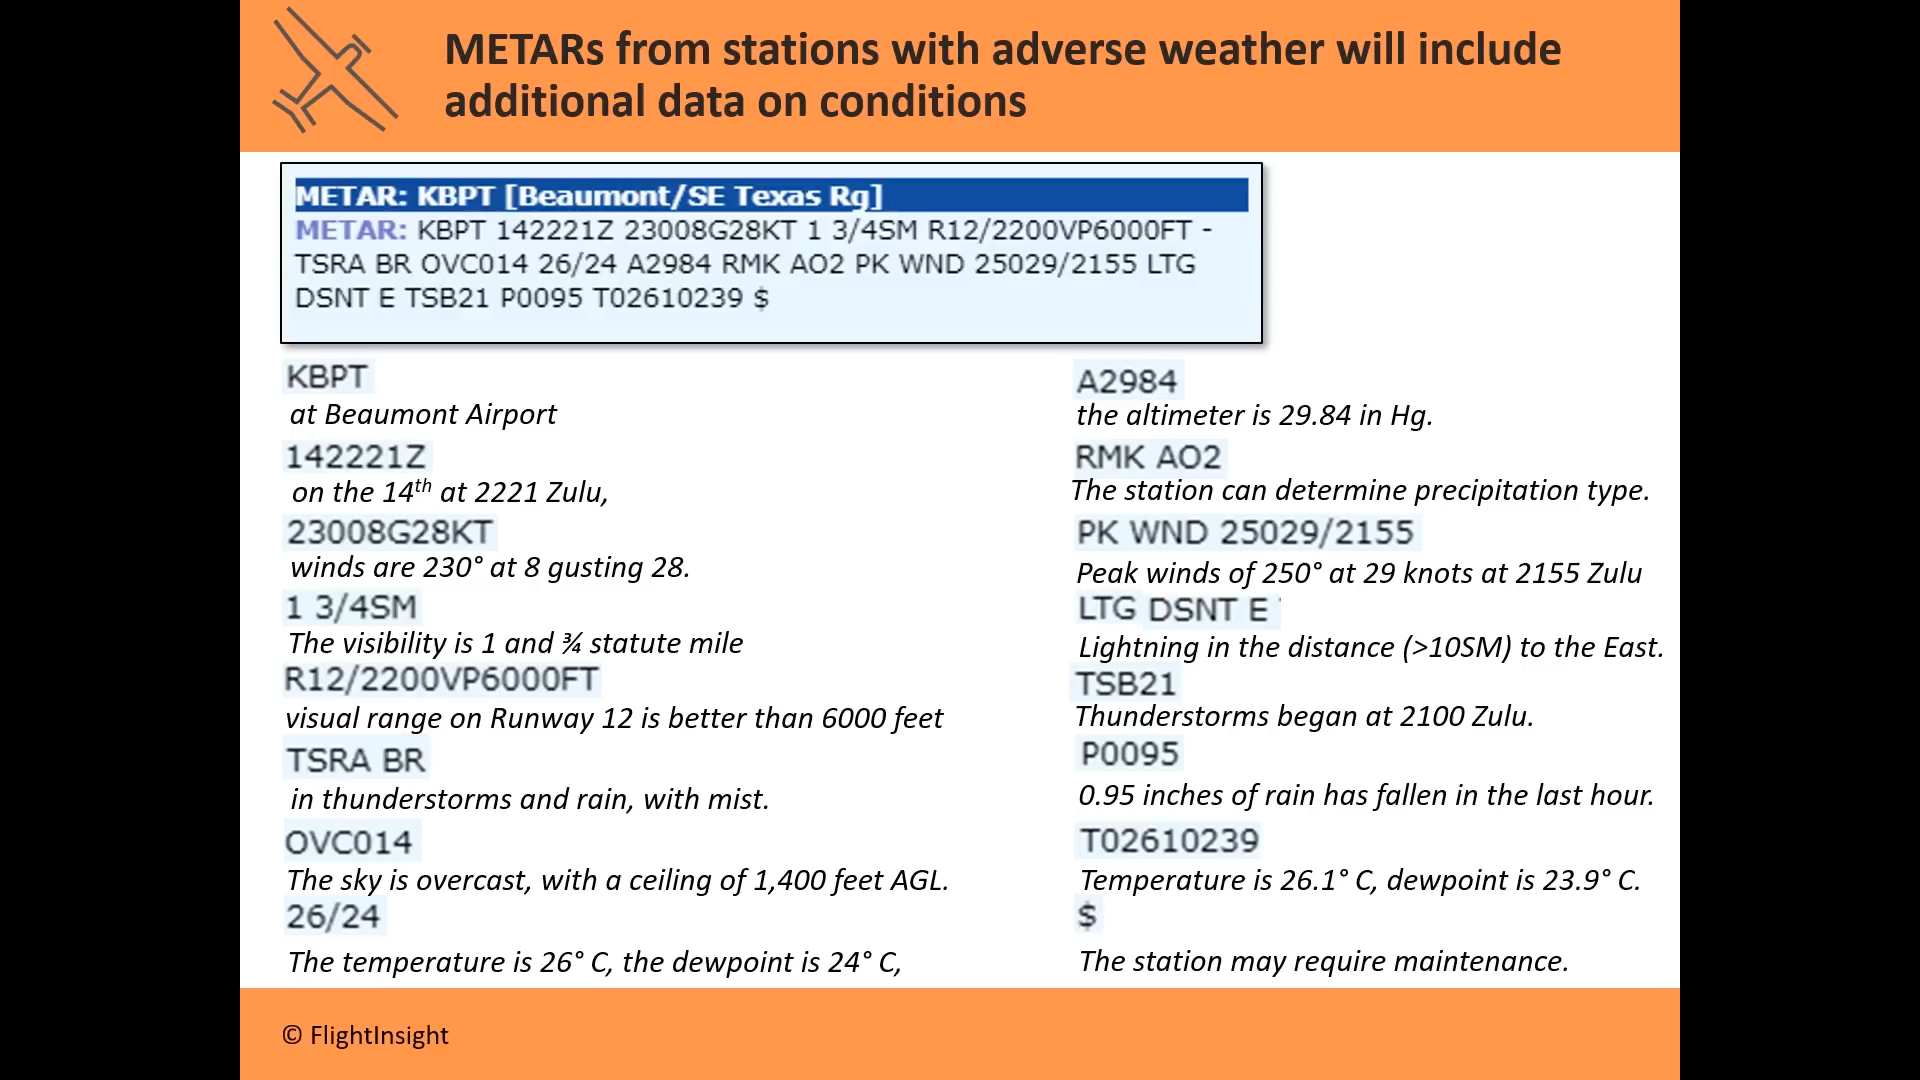 METARs from stations with adverse weather will include
additional data on conditions
METAR: KBPT [Beaumont/SE Texas Rg]
METAR: KBPT 142221Z 23008G28KT 1 3/4SM R12/2200VP6000FT -
TSRA BR OVC014 26/24 A2984 RMK AO2 PK WND 25029/2155 LTG
DSNT E TSB21 P0095 T02610239 $
KBPT
at Beaumont Airport
142221Z
on the 14th at 2221 Zulu,
23008G28KT
winds are 230° at 8 gusting 28.
1 3/4SM
The visibility is 1 and ¾ statute mile
R12/2200VP6000FT
visual range on Runway 12 is better than 6000 feet
TSRA BR
in thunderstorms and rain, with mist.
OVC014
The sky is overcast, with a ceiling of 1,400 feet AGL.
26/24
The temperature is 26° C, the dewpoint is 24° C,
A2984
the altimeter is 29.84 in Hg.
RMK AO2
The station can determine precipitation type.
PK WND 25029/2155
Peak winds of 250° at 29 knots at 2155 Zulu
LTG DSNT E
Lightning in the distance (>10SM) to the East.
TSB21
Thunderstorms began at 2100 Zulu.
P0095
0.95 inches of rain has fallen in the last hour.
T02610239
Temperature is 26.1° C, dewpoint is 23.9° C.
$
The station may require maintenance.
© FlightInsight